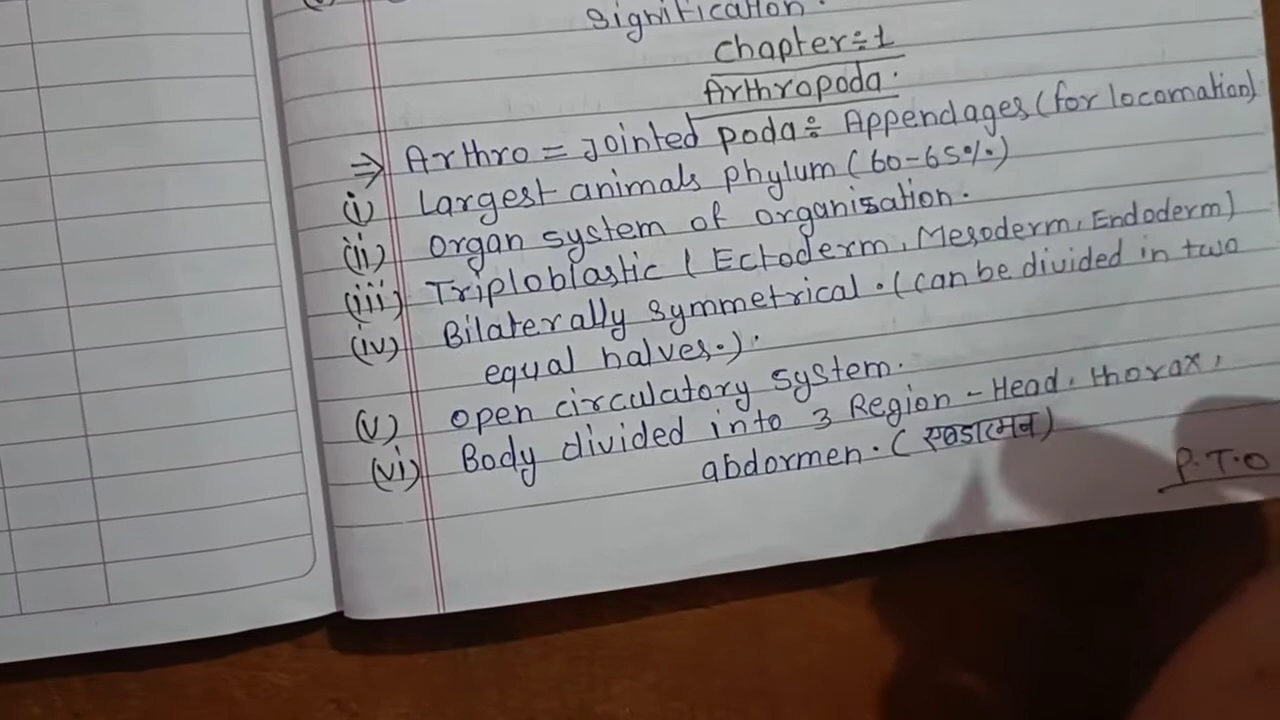 Signification.
Chapter÷1
Arthropoda.
⇒ Arthro = Jointed poda÷ Appendages (for locomation)
(i) Largest animals phylum (60-65%)
(ii) organ system of organisation.
(iii) Triploblastic (Ectoderm, Mesoderm, Endoderm)
(iv) Bilaterally symmetrical. (can be divided in two
equal halves.).
(v) open circulatory system.
(vi) Body divided into 3 Region - Head, thorax,
abdormen. (एबडामेन)
P.T.O